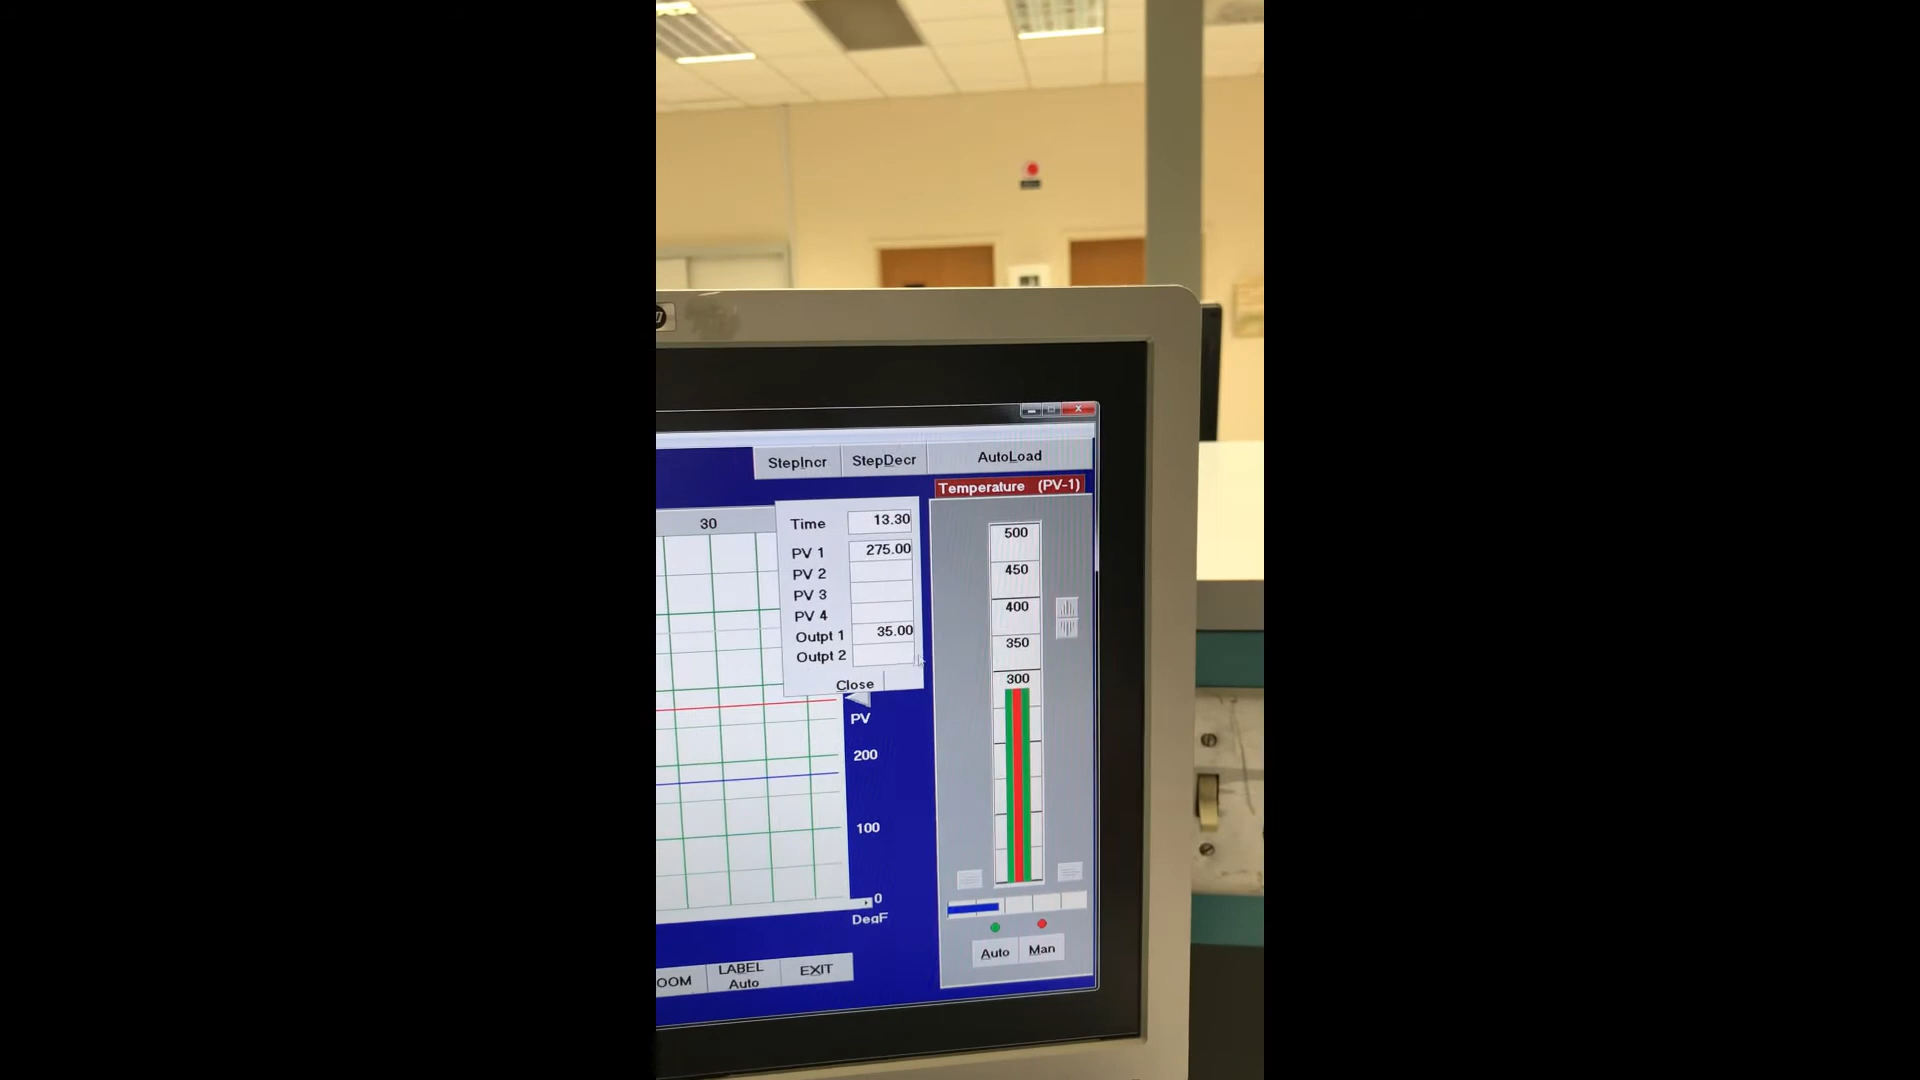 StepIncr StepDecr AutoLoad
Temperature (PV-1)
30
Time 13.30
PV 1 275.00
PV 2
PV 3
PV 4
Outpt 1 35.00
Outpt 2
Close
PV
200
100
0
DegF
500
450
400
350
300
Auto Man
OOM
LABEL
Auto
EXIT